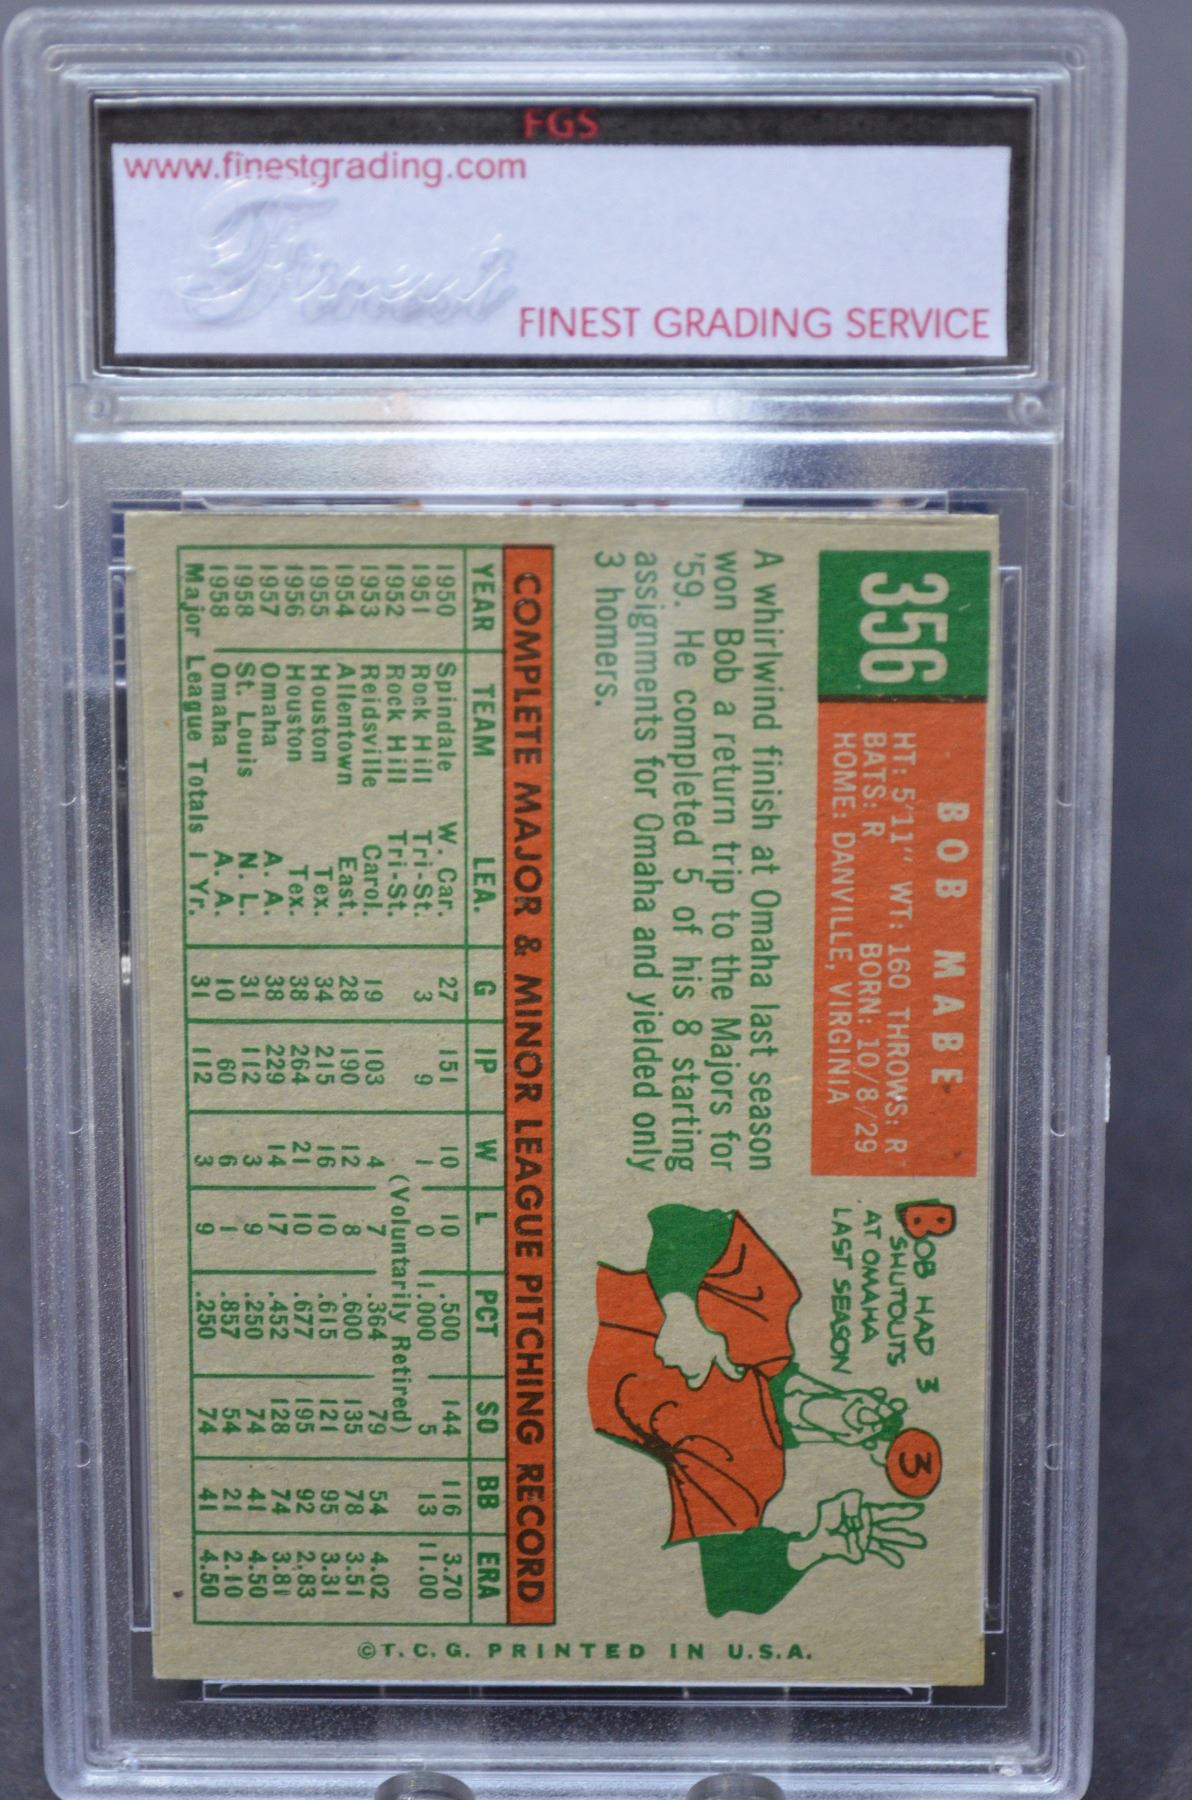 FGS
www.finestgrading.com
Finest
FINEST GRADING SERVICE
356
BOB MABE
HT: 5'11" WT: 160 THROWS: R
BATS: R BORN: 10/8/29
HOME: DANVILLE, VIRGINIA
A whirlwind finish at Omaha last season
won Bob a return trip to the Majors for
'59. He completed 5 of his 8 starting
assignments for Omaha and yielded only
3 homers.
BOB HAD 3
SHUTOUTS
AT OMAHA
LAST SEASON
3
COMPLETE MAJOR & MINOR LEAGUE PITCHING RECORD
YEAR TEAM LEA. G IP W L PCT SO BB ERA
1950 Spindale W. Car. 27 151 10 10 .500 144 116 3.70
1951 Rock Hill Tri-St. 3 9 1 0 1.000 5 13 11.00
1952 Rock Hill Tri-St. (Voluntarily Retired)
1953 Reidsville Carol. 19 103 4 7 .364 79 54 4.02
1954 Allentown East. 28 190 12 8 .600 135 78 3.51
1955 Houston Tex. 34 215 16 10 .615 121 95 3.31
1956 Houston Tex. 38 264 21 10 .677 195 92 2.83
1957 Omaha A. A. 38 229 14 17 .452 128 74 3.81
1958 St. Louis N. L. 31 112 3 9 .250 74 41 4.50
1958 Omaha A. A. 10 60 6 1 .857 54 21 2.10
Major League Totals 1 Yr. 31 112 3 9 .250 74 41 4.50
©T.C.G. PRINTED IN U.S.A.